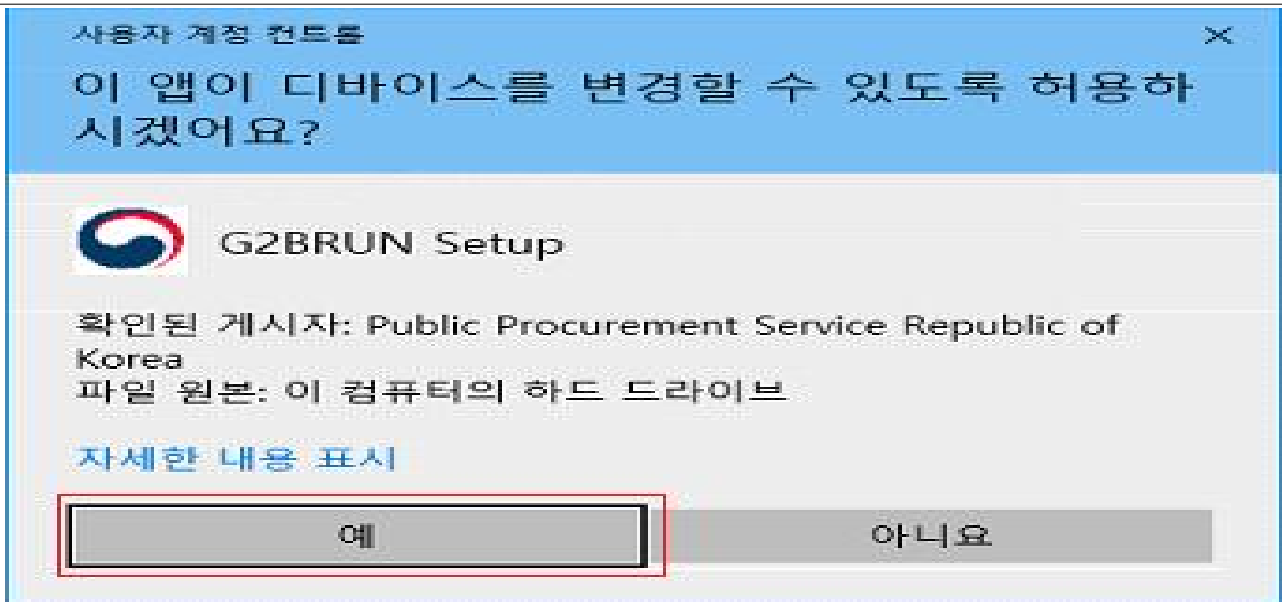 사용자 계정 컨트롤
이 앱이 디바이스를 변경할 수 있도록 허용하
시겠어요?
G2BRUN Setup
확인된 게시자: Public Procurement Service Republic of
Korea
파일 원본: 이 컴퓨터의 하드 드라이브
자세한 내용 표시
예 아니요